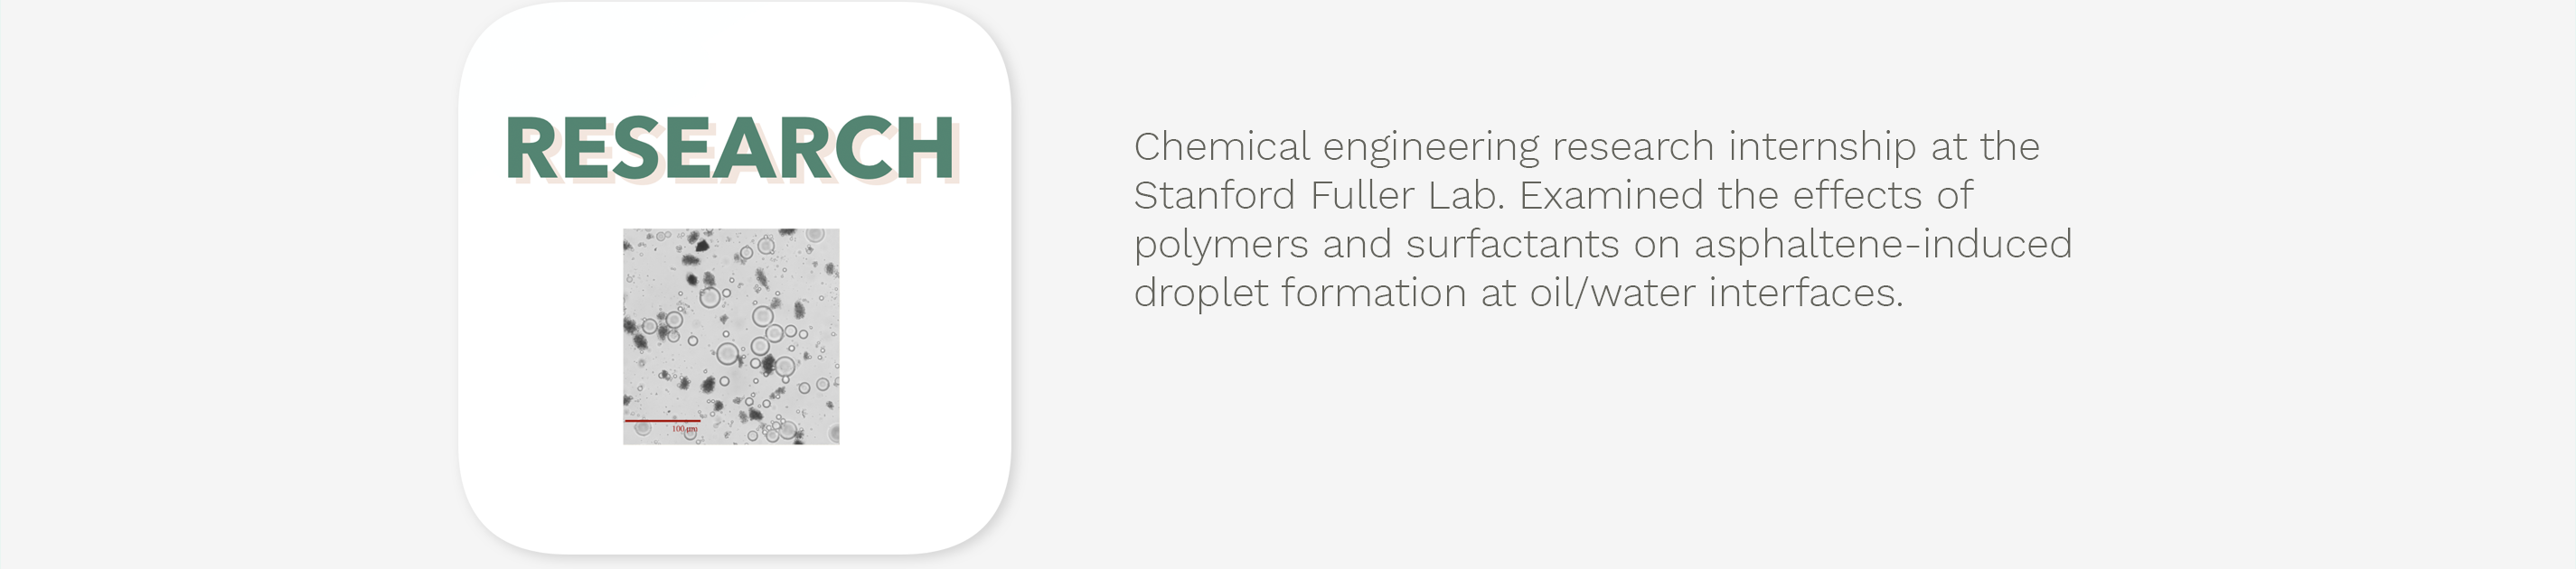 RESEARCH
100 µm
Chemical engineering research internship at the
Stanford Fuller Lab. Examined the effects of
polymers and surfactants on asphaltene-induced
droplet formation at oil/water interfaces.